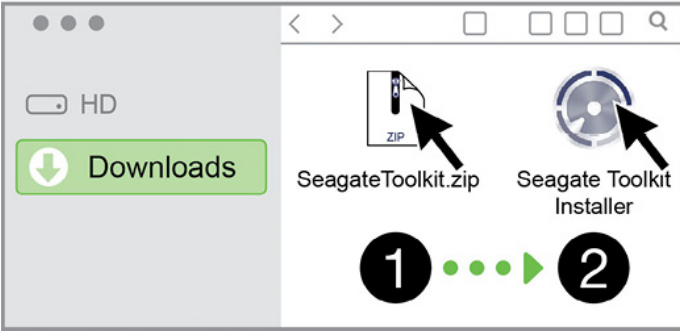 HD
Downloads
ZIP
SeagateToolkit.zip
Seagate Toolkit
Installer
1
2